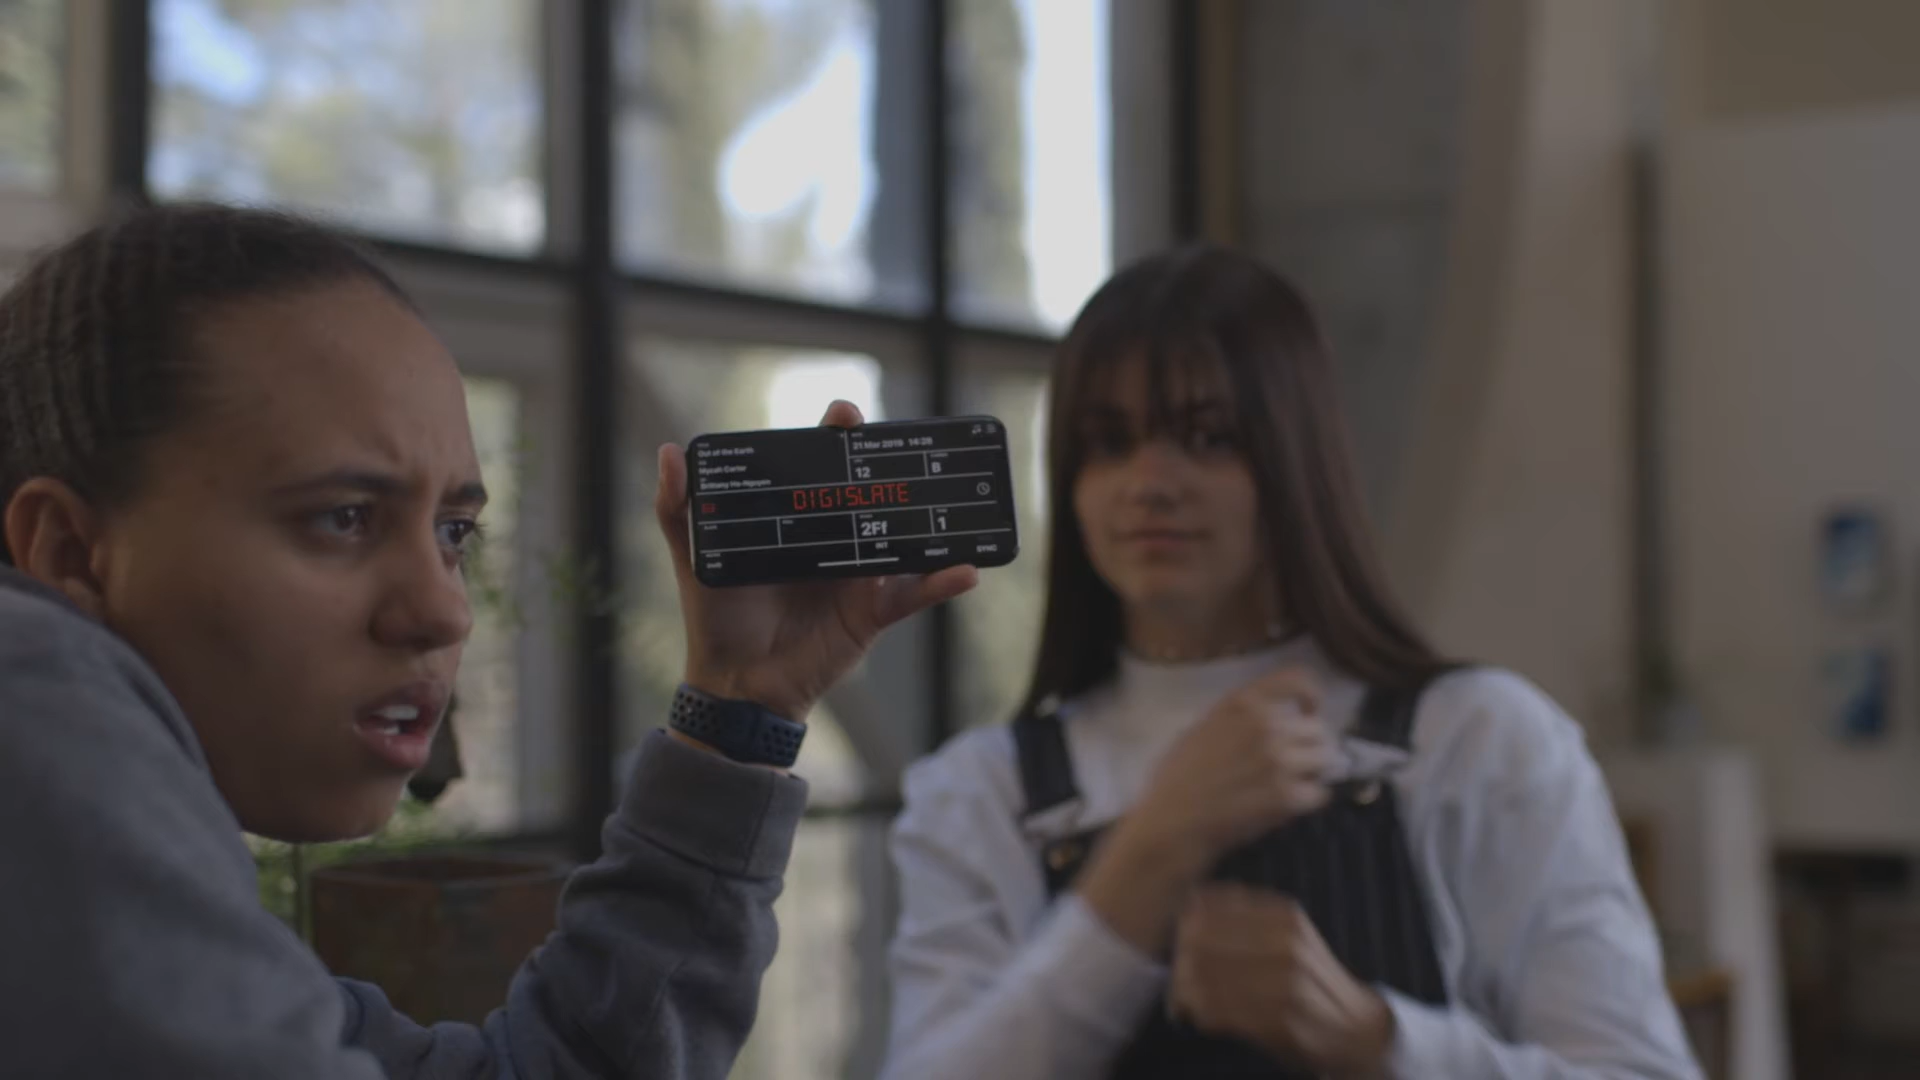 Out of the Earth
21 Mar 2019 14:28
Mycah Carter
12
B
Brittany Ho-Nguyen
DIGISLATE
2Ff
1
INT
NIGHT
SYNC